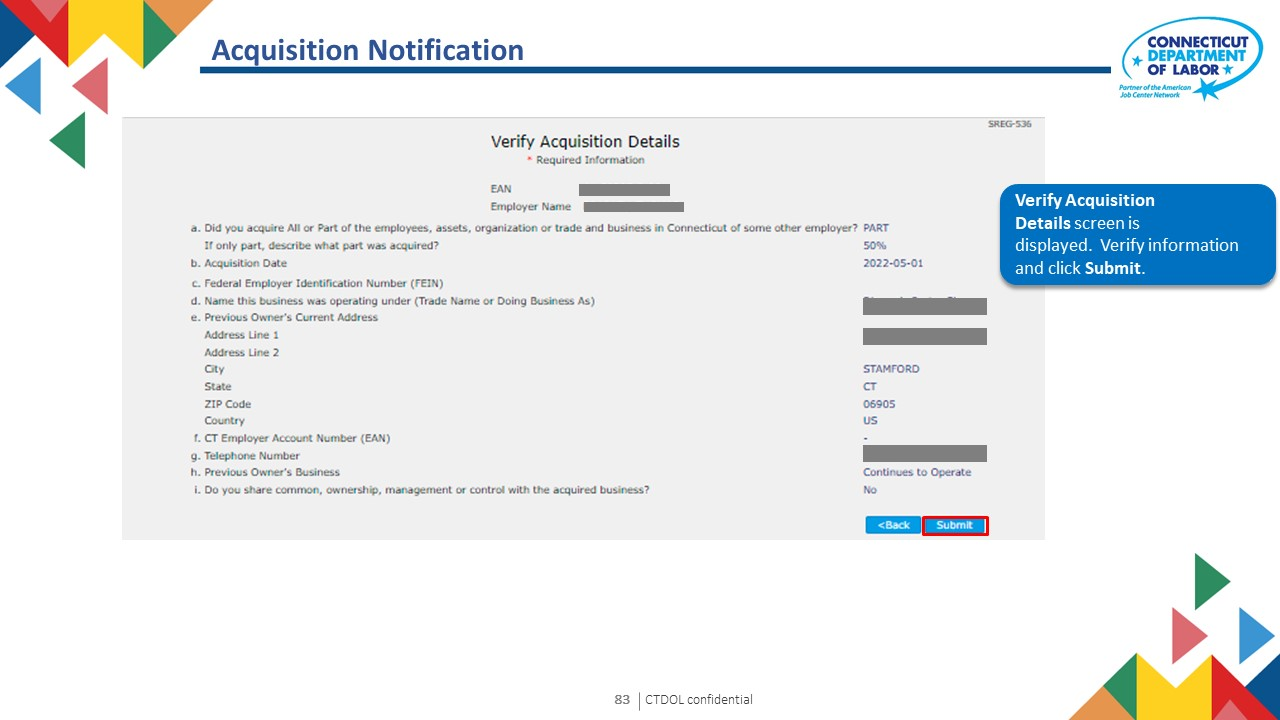 Acquisition Notification
CONNECTICUT
DEPARTMENT
OF LABOR
Partner of the American
Job Center Network
SREG-536
Verify Acquisition Details
* Required Information
EAN
Employer Name
a. Did you acquire All or Part of the employees, assets, organization or trade and business in Connecticut of some other employer? PART
If only part, describe what part was acquired? 50%
b. Acquisition Date 2022-05-01
c. Federal Employer Identification Number (FEIN)
d. Name this business was operating under (Trade Name or Doing Business As)
e. Previous Owner's Current Address
Address Line 1
Address Line 2
City STAMFORD
State CT
ZIP Code 06905
Country US
f. CT Employer Account Number (EAN) -
g. Telephone Number
h. Previous Owner's Business Continues to Operate
i. Do you share common, ownership, management or control with the acquired business? No
<Back Submit
Verify Acquisition
Details screen is
displayed. Verify information
and click Submit.
83 CTDOL confidential